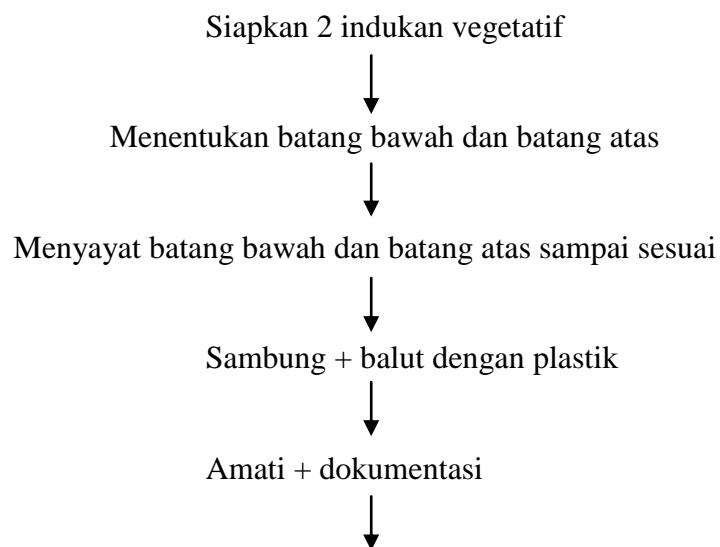 Siapkan 2 indukan vegetatif
Menentukan batang bawah dan batang atas
Menyayat batang bawah dan batang atas sampai sesuai
Sambung + balut dengan plastik
Amati + dokumentasi